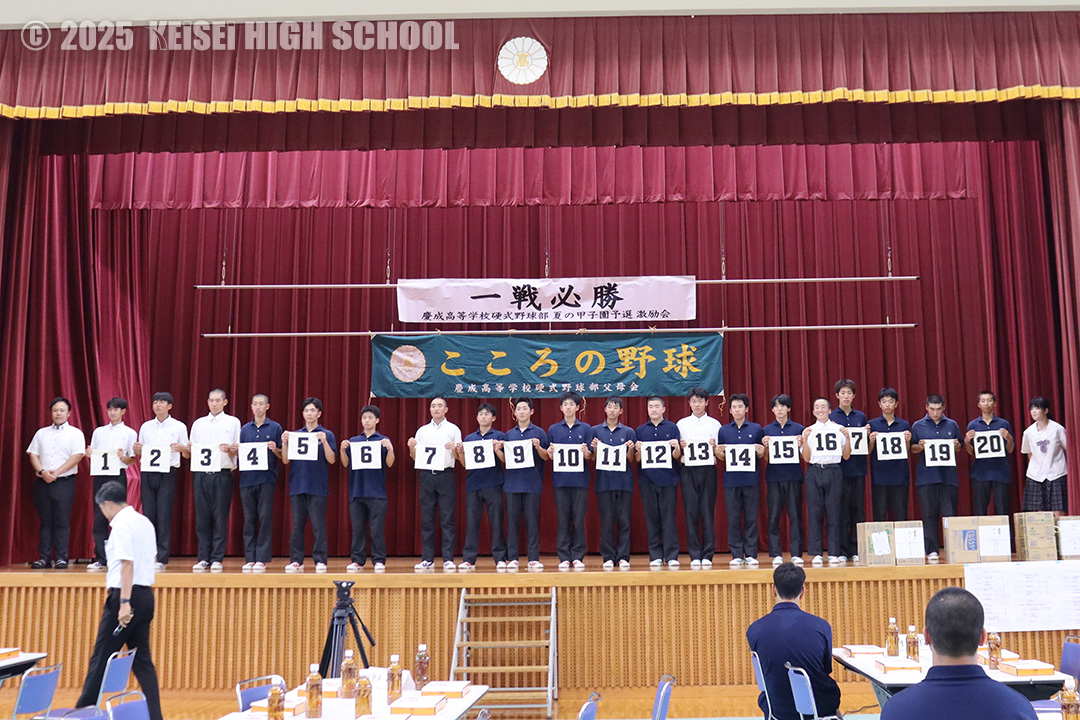 © 2025 KEISEI HIGH SCHOOL
高
一戦必勝
慶成高等学校硬式野球部 夏の甲子園予選 激励会
こころの野球
慶成高等学校硬式野球部父母会
1 2 3 4 5 6 7 8 9 10 11 12 13 14 15 16 17 18 19 20